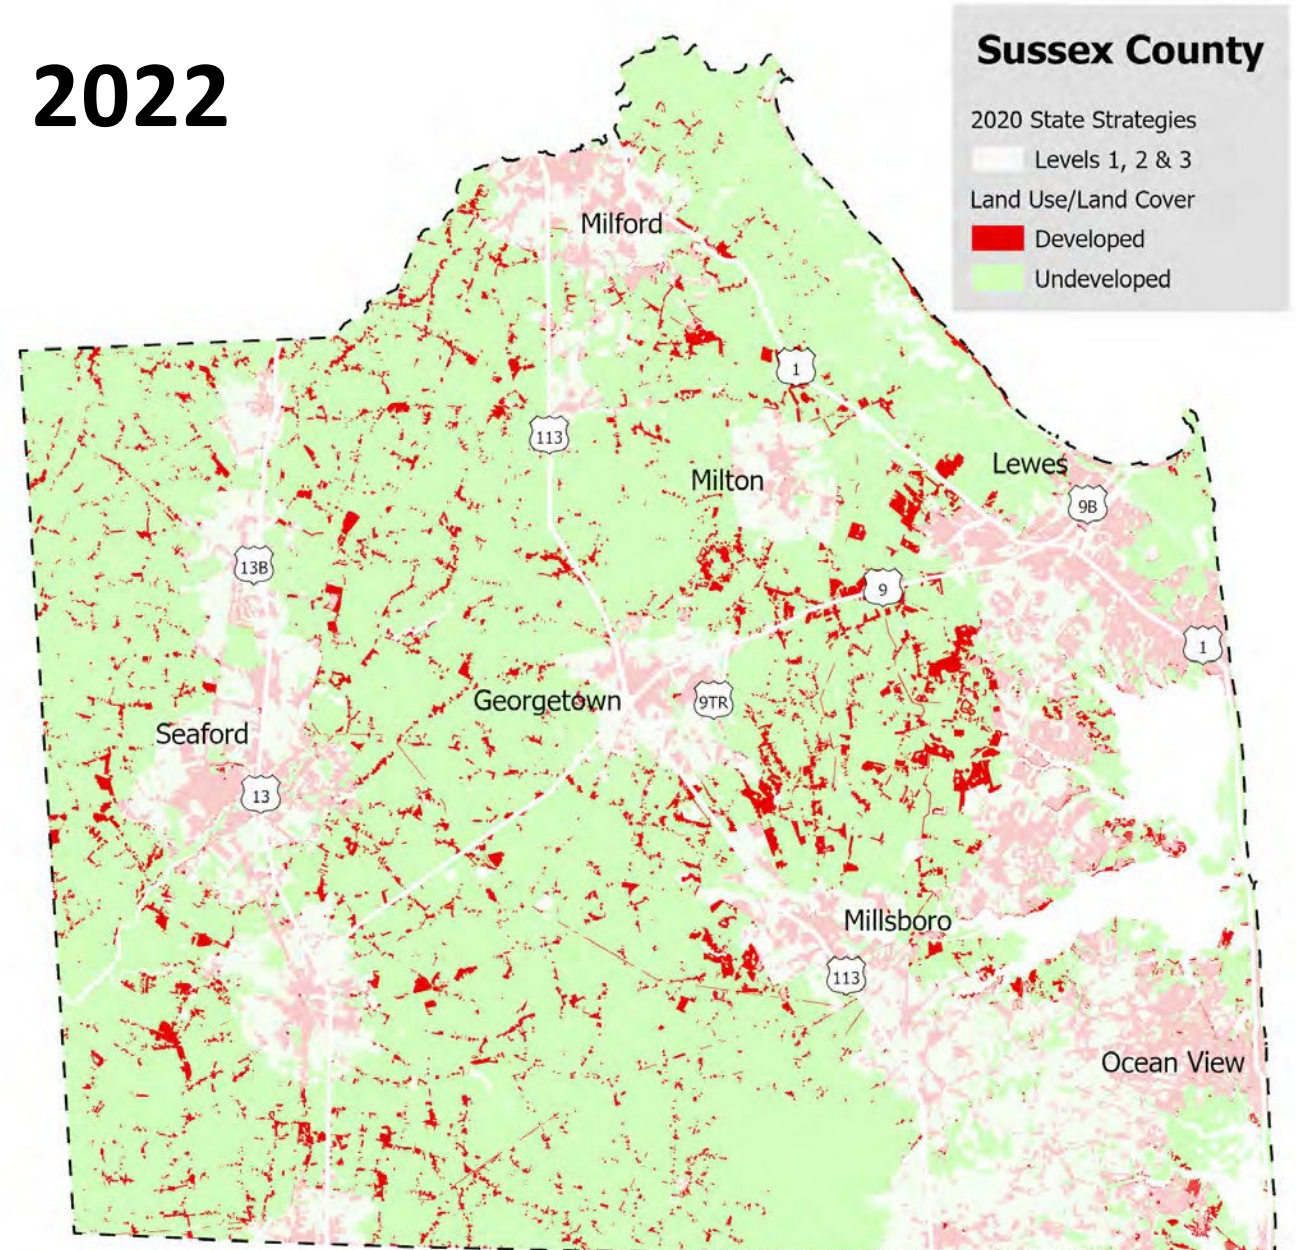 2022
Sussex County
2020 State Strategies
Levels 1, 2 & 3
Land Use/Land Cover
Developed
Undeveloped
Milford
1
113
Milton
Lewes
9B
13B
9
1
Georgetown
9TR
Seaford
13
Millsboro
113
Ocean View